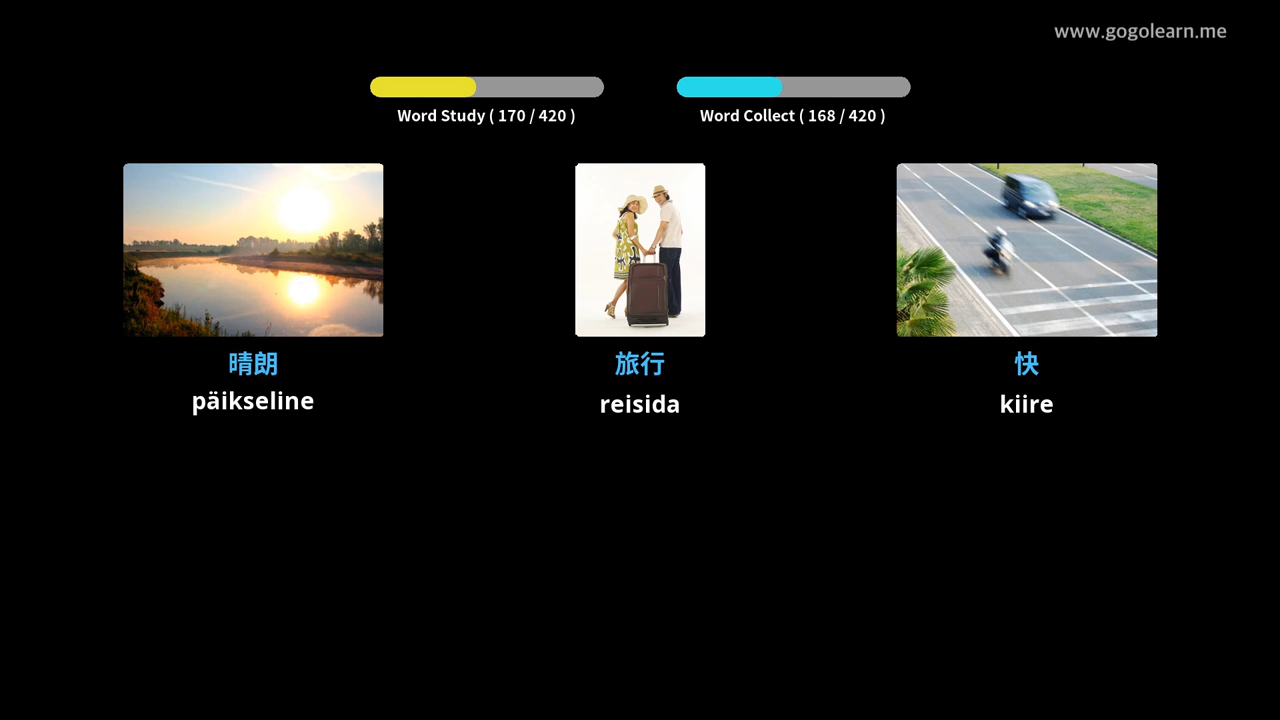 www.gogolearn.me
Word Study ( 170 / 420 )
Word Collect ( 168 / 420 )
晴朗
旅行
快
päikseline
reisida
kiire